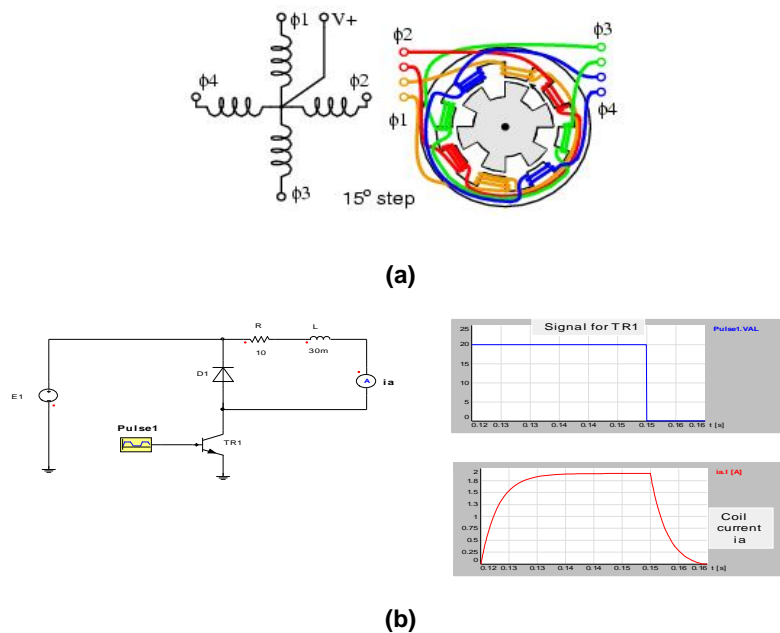 ϕ1
V+
ϕ4
ϕ2
ϕ3
15° step
ϕ2
ϕ3
ϕ1
ϕ4
(a)
R
L
10
30m
D1
A
ia
E1
Pulse1
TR1
Signal for TR1
Pulse1.VAL
25
20
15
10
5
0
0.12 0.13 0.13 0.14 0.14 0.15 0.15 0.16 0.16 t [s]
ia.I [A]
2
1.8
1.5
1.3
1
0.75
0.5
0.25
0
0.12 0.13 0.13 0.14 0.14 0.15 0.15 0.16 0.16 t [s]
Coil
current
ia
(b)